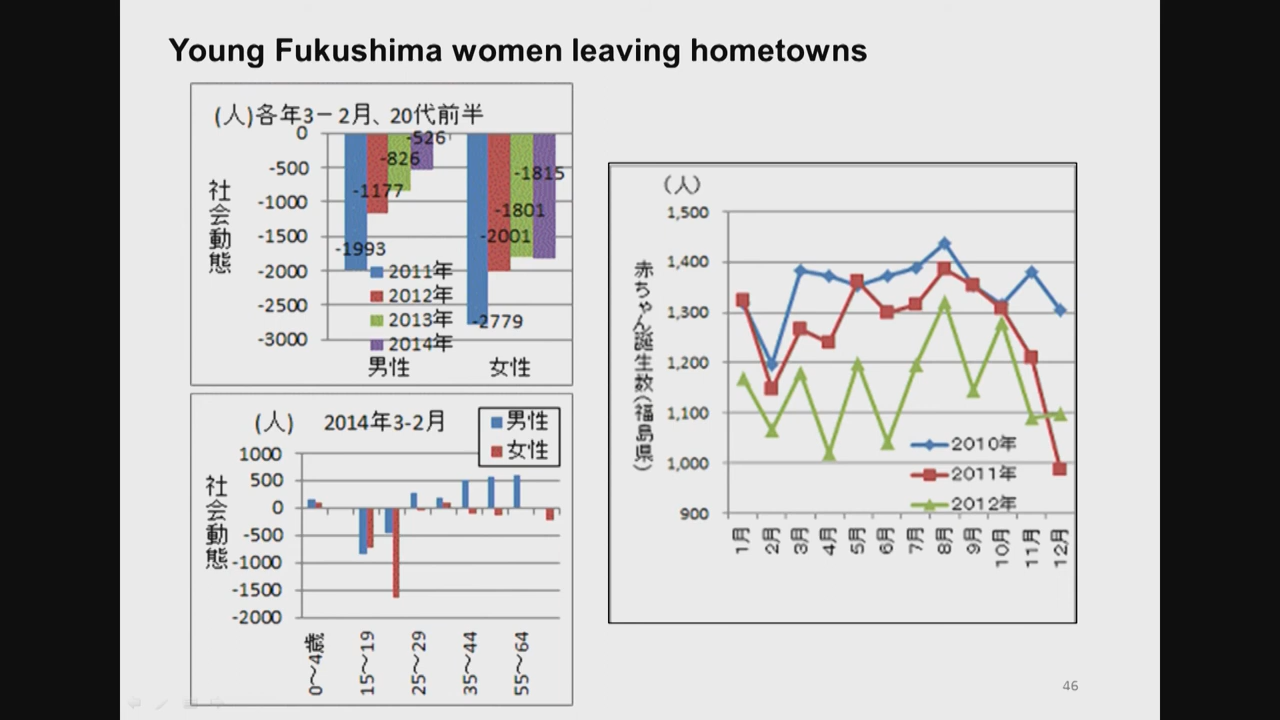 Young Fukushima women leaving hometowns
(人)各年3－2月、20代前半
0
-500
-1000
-1500
-2000
-2500
-3000
社会動態
-1993
-1177
-826
-526
-2779
-2001
-1801
-1815
2011年
2012年
2013年
2014年
男性
女性
(人) 2014年3-2月
男性
女性
1000
500
0
-500
-1000
-1500
-2000
社会動態
0～4歳
15～19
25～29
35～44
55～64
(人)
1,500
1,400
1,300
1,200
1,100
1,000
900
赤ちゃん誕生数(福島県)
2010年
2011年
2012年
1月
2月
3月
4月
5月
6月
7月
8月
9月
10月
11月
12月
46